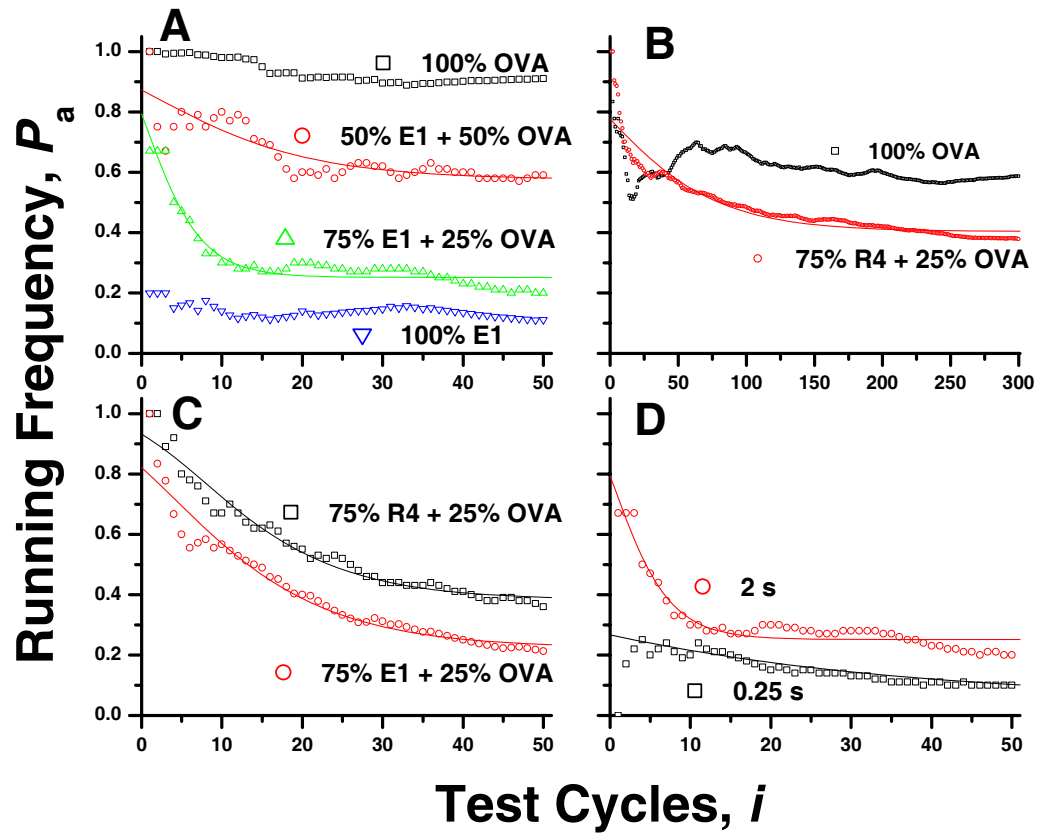 A
1.0
0.8
0.6
0.4
0.2
0.0
100% OVA
50% E1 + 50% OVA
75% E1 + 25% OVA
100% E1
0 10 20 30 40 50
B
100% OVA
75% R4 + 25% OVA
0 50 100 150 200 250 300
C
1.0
0.8
0.6
0.4
0.2
0.0
75% R4 + 25% OVA
75% E1 + 25% OVA
0 10 20 30 40 50
D
2 s
0.25 s
0 10 20 30 40 50
Running Frequency, Pa
Test Cycles, i